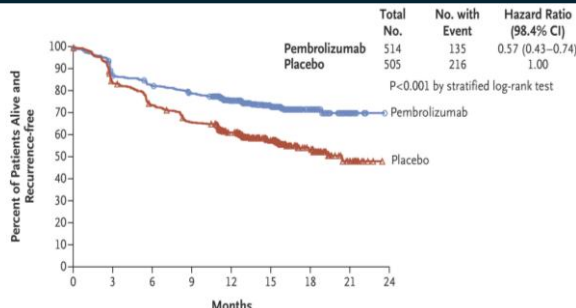 Total No. with Hazard Ratio
No. Event (98.4% CI)
Pembrolizumab 514 135 0.57 (0.43–0.74)
Placebo 505 216 1.00
P<0.001 by stratified log-rank test
Percent of Patients Alive and
Recurrence-free
100
90
80
70
60
50
40
30
20
10
0
Pembrolizumab
Placebo
0 3 6 9 12 15 18 21 24
Months